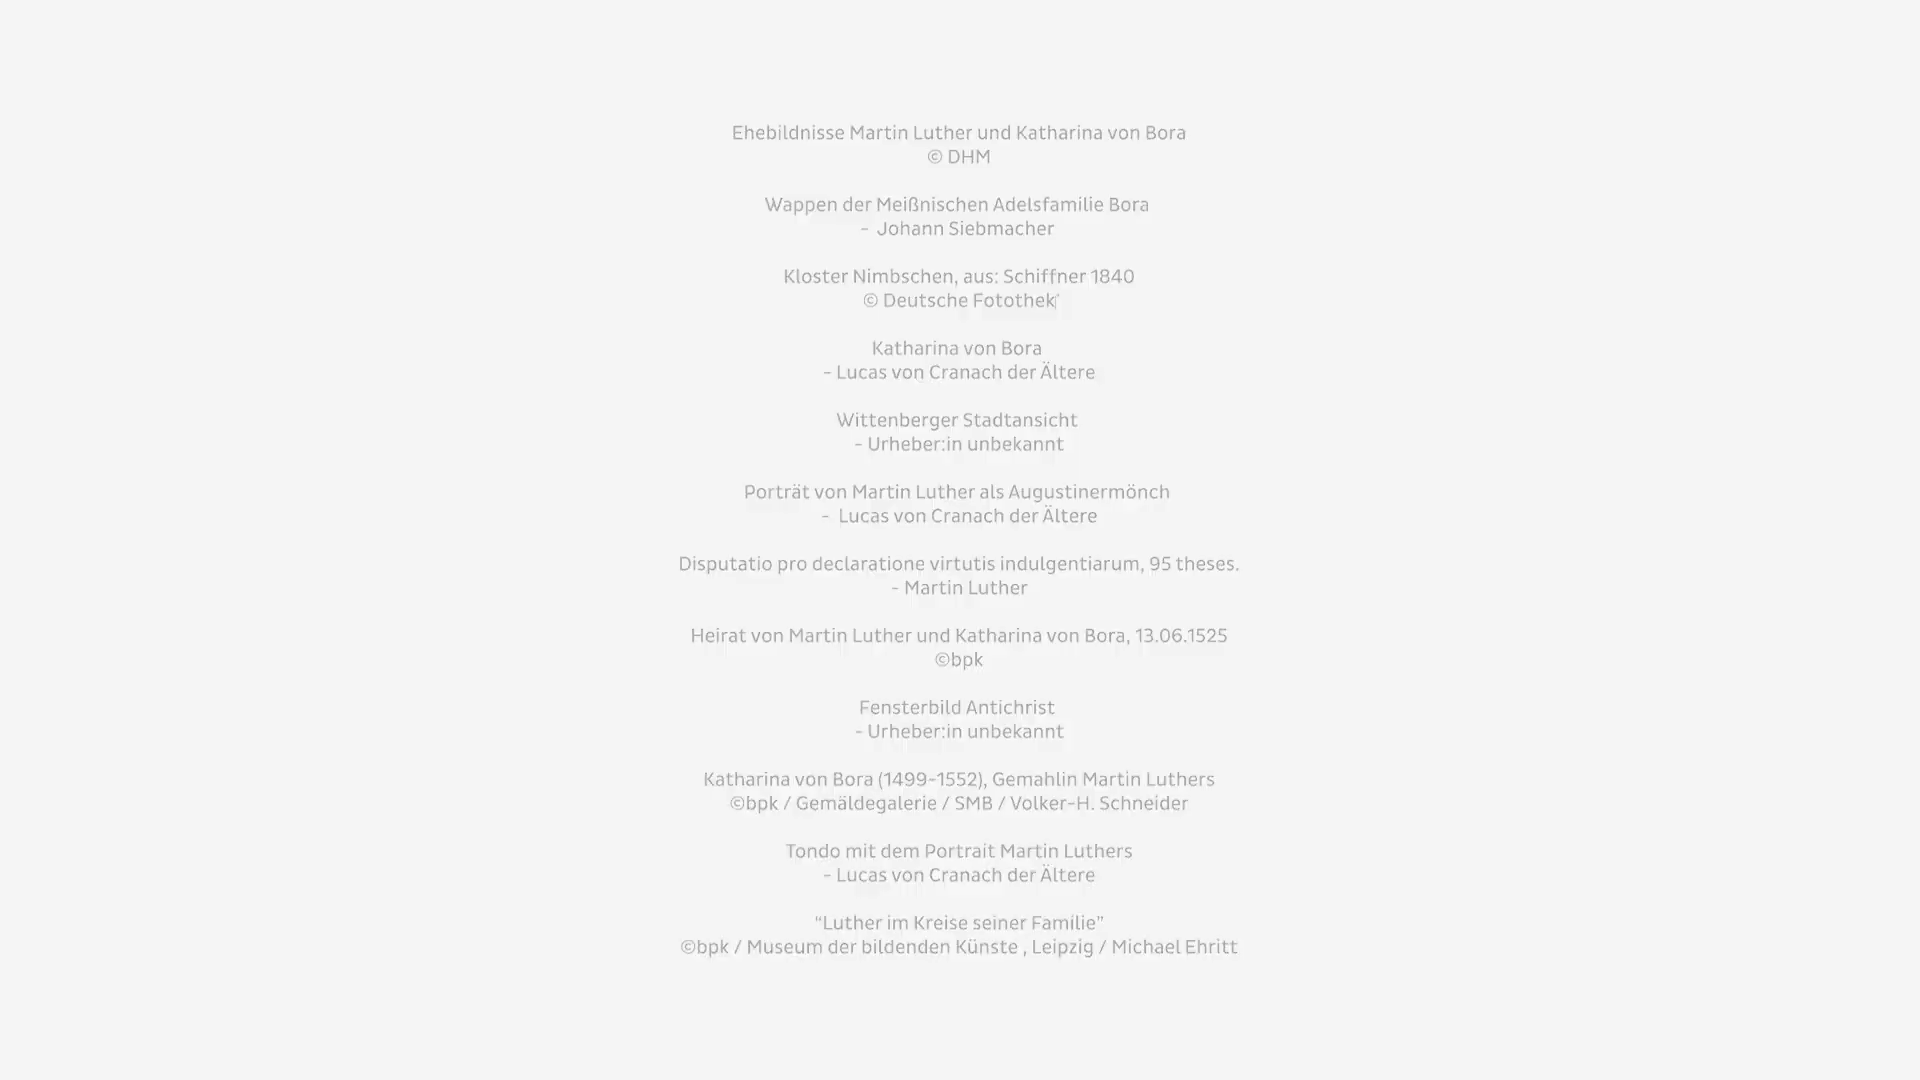 Ehebildnisse Martin Luther und Katharina von Bora
© DHM
Wappen der Meißnischen Adelsfamilie Bora
- Johann Siebmacher
Kloster Nimbschen, aus: Schiffner 1840
© Deutsche Fotothek
Katharina von Bora
- Lucas von Cranach der Ältere
Wittenberger Stadtansicht
- Urheber:in unbekannt
Porträt von Martin Luther als Augustinermönch
- Lucas von Cranach der Ältere
Disputatio pro declaratione virtutis indulgentiarum, 95 theses.
- Martin Luther
Heirat von Martin Luther und Katharina von Bora, 13.06.1525
©bpk
Fensterbild Antichrist
- Urheber:in unbekannt
Katharina von Bora (1499-1552), Gemahlin Martin Luthers
©bpk / Gemäldegalerie / SMB / Volker-H. Schneider
Tondo mit dem Portrait Martin Luthers
- Lucas von Cranach der Ältere
“Luther im Kreise seiner Familie”
©bpk / Museum der bildenden Künste , Leipzig / Michael Ehritt